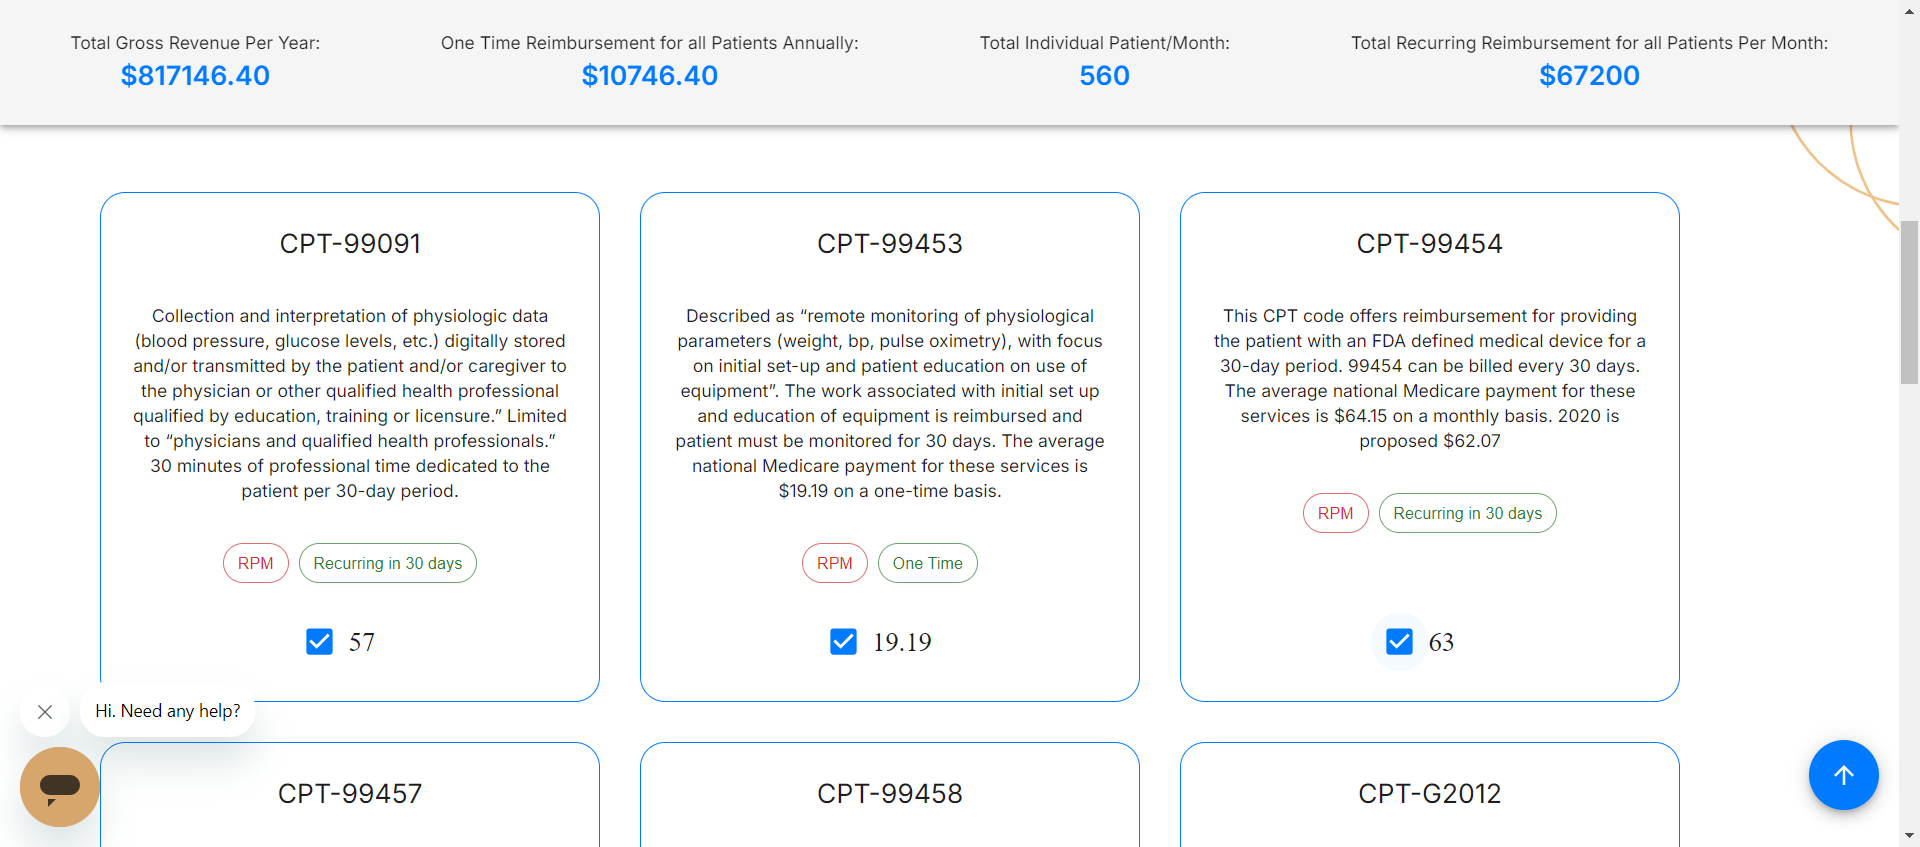 Total Gross Revenue Per Year:
$817146.40
One Time Reimbursement for all Patients Annually:
$10746.40
Total Individual Patient/Month:
560
Total Recurring Reimbursement for all Patients Per Month:
$67200
CPT-99091
Collection and interpretation of physiologic data
(blood pressure, glucose levels, etc.) digitally stored
and/or transmitted by the patient and/or caregiver to
the physician or other qualified health professional
qualified by education, training or licensure.” Limited
to “physicians and qualified health professionals.”
30 minutes of professional time dedicated to the
patient per 30-day period.
RPM
Recurring in 30 days
57
CPT-99453
Described as “remote monitoring of physiological
parameters (weight, bp, pulse oximetry), with focus
on initial set-up and patient education on use of
equipment”. The work associated with initial set up
and education of equipment is reimbursed and
patient must be monitored for 30 days. The average
national Medicare payment for these services is
$19.19 on a one-time basis.
RPM
One Time
19.19
CPT-99454
This CPT code offers reimbursement for providing
the patient with an FDA defined medical device for a
30-day period. 99454 can be billed every 30 days.
The average national Medicare payment for these
services is $64.15 on a monthly basis. 2020 is
proposed $62.07
RPM
Recurring in 30 days
63
Hi. Need any help?
CPT-99457
CPT-99458
CPT-G2012